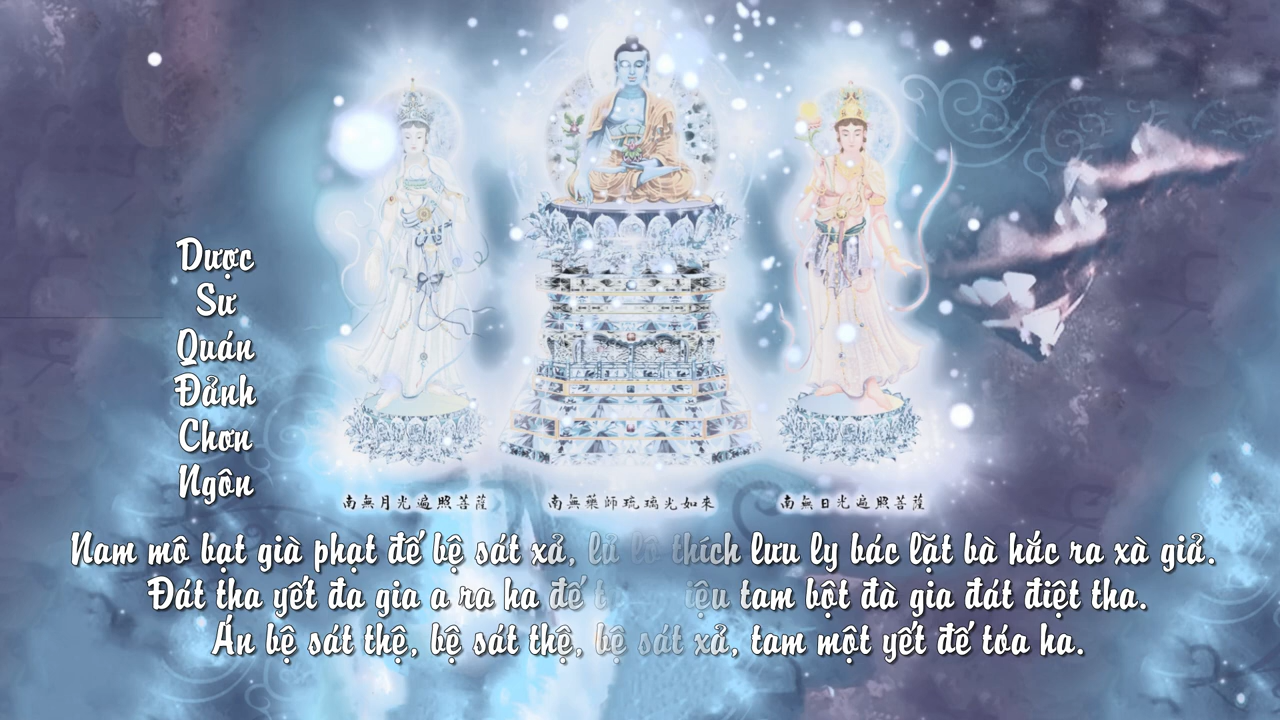 Dược
Sư
Quán
Đảnh
Chơn
Ngôn
南無月光遍照菩薩
南無藥師琉璃光如來
南無日光遍照菩薩
Nam mô bạt già phạt đế bệ sát xả, lủ lô thích lưu ly bác lặt bà hắc ra xà giả.
Đát tha yết đa gia a ra ha đế t iệu tam bột đà gia đát điệt tha.
Án bệ sát thệ, bệ sát thệ, bệ sát xả, tam một yết đế tóa ha.